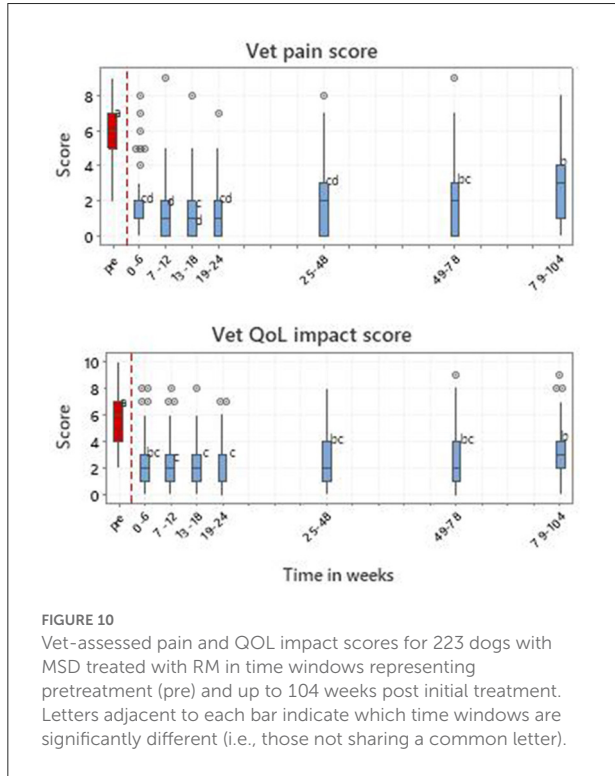 Vet pain score
Score
8
6
4
2
0
a
cd
d
c
d
cd
cd
bc
b
pre
0-6
7-12
13-18
19-24
25-48
49-78
79-104
Vet QoL impact score
Score
10
8
6
4
2
0
a
bc
c
c
c
bc
bc
b
pre
0-6
7-12
13-18
19-24
25-48
49-78
79-104
Time in weeks
FIGURE 10
Vet-assessed pain and QOL impact scores for 223 dogs with
MSD treated with RM in time windows representing
pretreatment (pre) and up to 104 weeks post initial treatment.
Letters adjacent to each bar indicate which time windows are
significantly different (i.e., those not sharing a common letter).